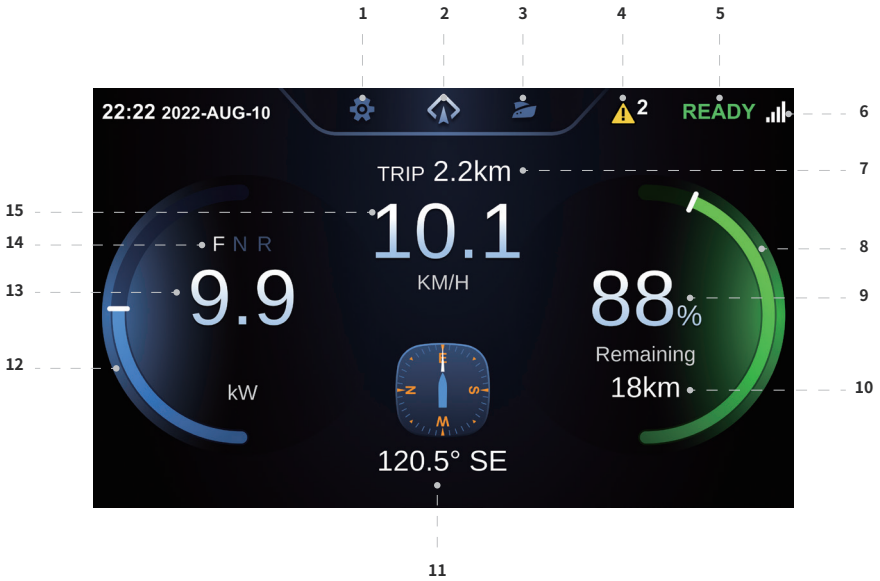 1 2 3 4 5
22:22 2022-AUG-10 2 READY
6
TRIP 2.2km
7
15
10.1
14
F N R
8
KM/H
13
9.9
88%
9
12
Remaining
kW
18km
10
E
N S
W
120.5° SE
11